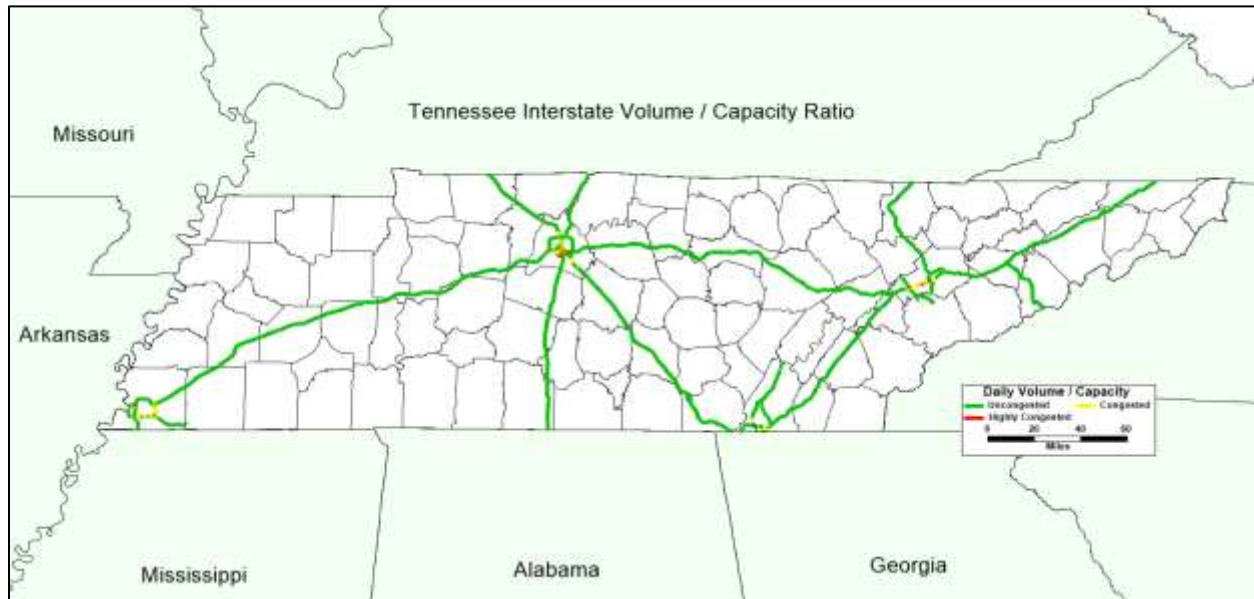 Tennessee Interstate Volume / Capacity Ratio
Missouri
Arkansas
Daily Volume / Capacity
Uncongested Congested
Highly Congested
0 20 40 60
Miles
Mississippi
Alabama
Georgia